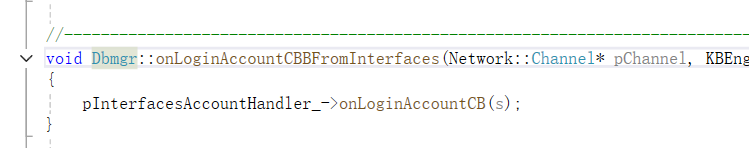 //-------------------------------------------------------------------------------------
void Dbmgr::onLoginAccountCBBFromInterfaces(Network::Channel* pChannel, KBEng
{
pInterfacesAccountHandler_->onLoginAccountCB(s);
}